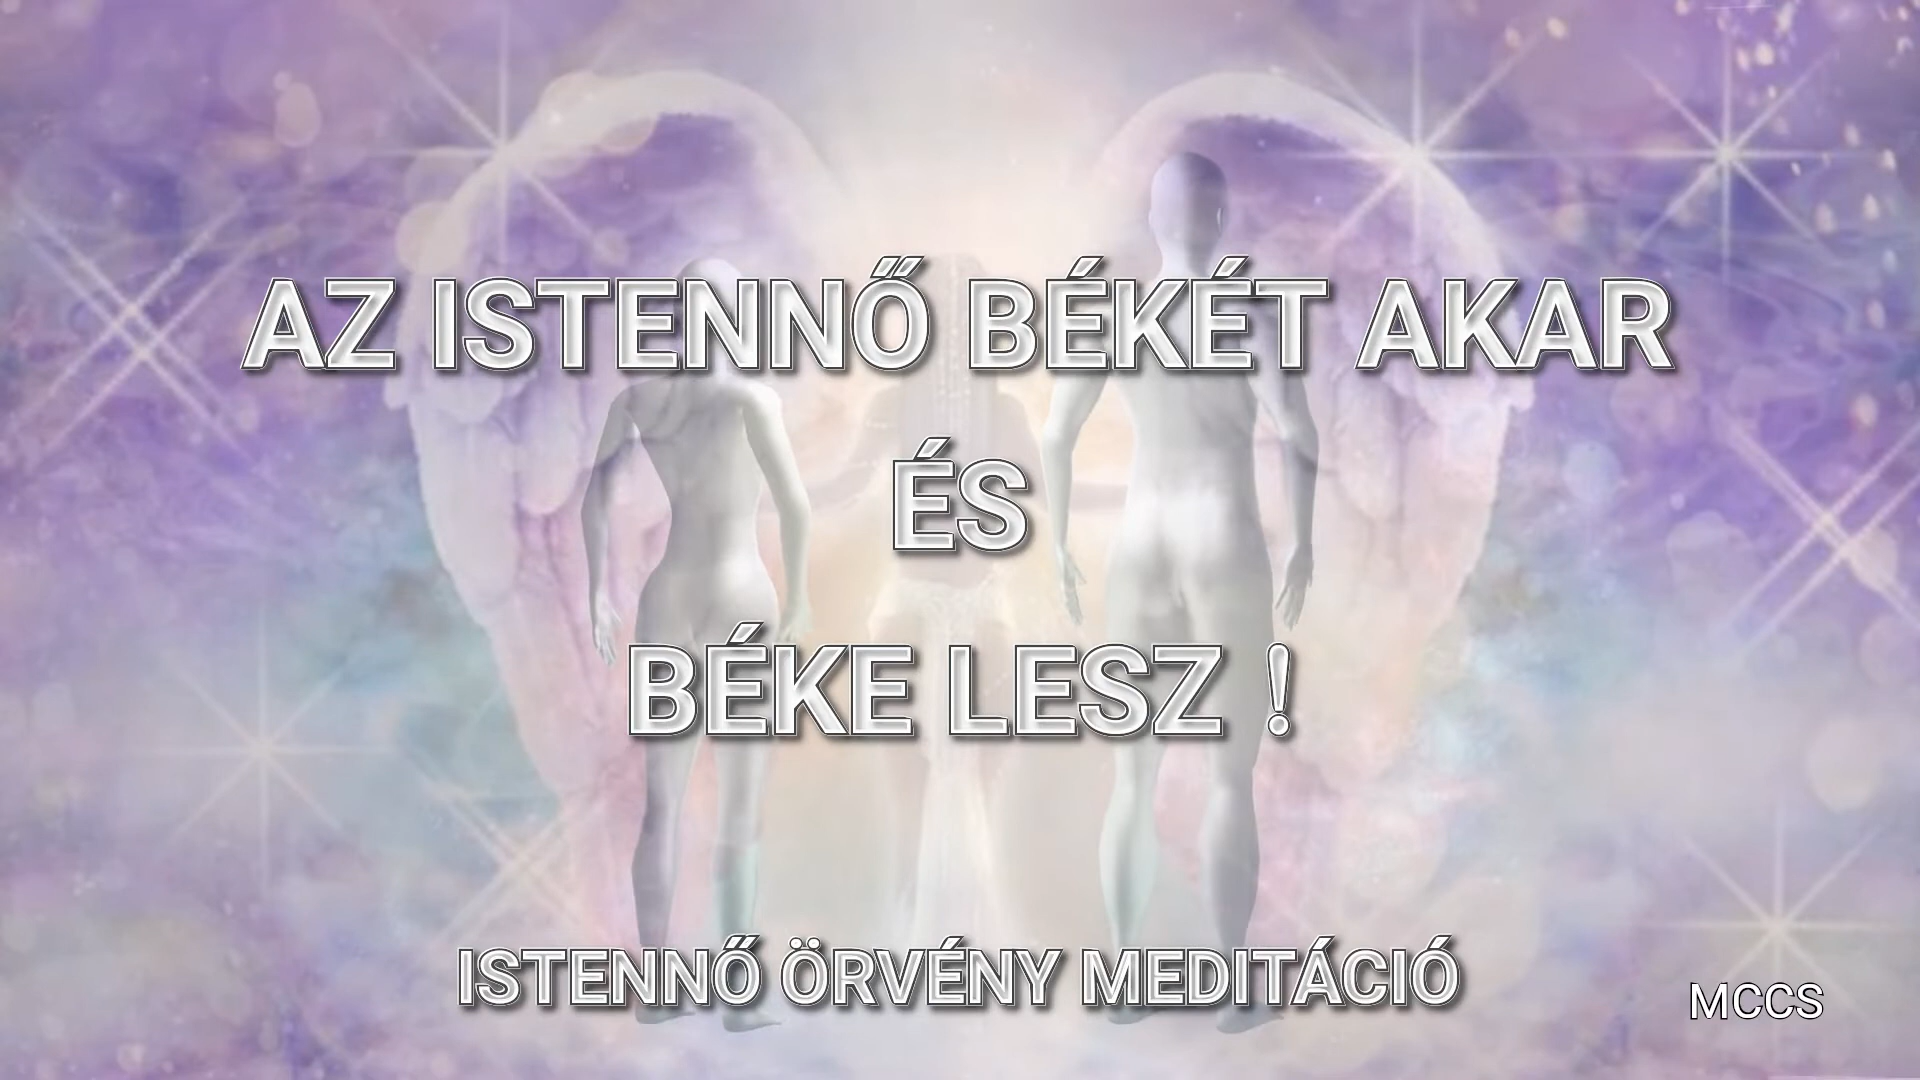 AZ ISTENNŐ BÉKÉT AKAR
ÉS
BÉKE LESZ !
ISTENNŐ ÖRVÉNY MEDITÁCIÓ
MCCS